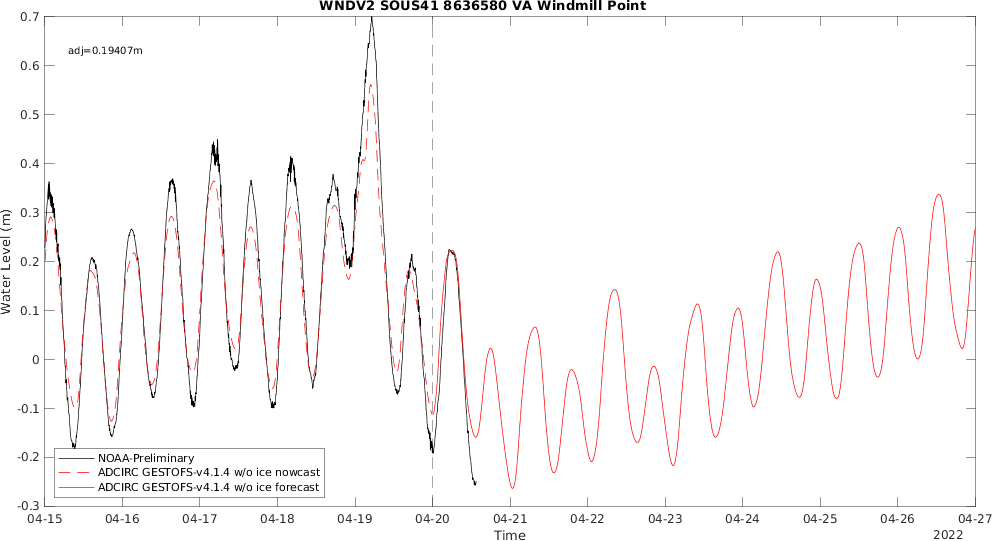 WNDV2 SOUS41 8636580 VA Windmill Point
adj=0.19407m
Water Level (m)
0.7
0.6
0.5
0.4
0.3
0.2
0.1
0
-0.1
-0.2
-0.3
NOAA-Preliminary
ADCIRC GESTOFS-v4.1.4 w/o ice nowcast
ADCIRC GESTOFS-v4.1.4 w/o ice forecast
04-15 04-16 04-17 04-18 04-19 04-20 04-21 04-22 04-23 04-24 04-25 04-26 04-27
Time
2022